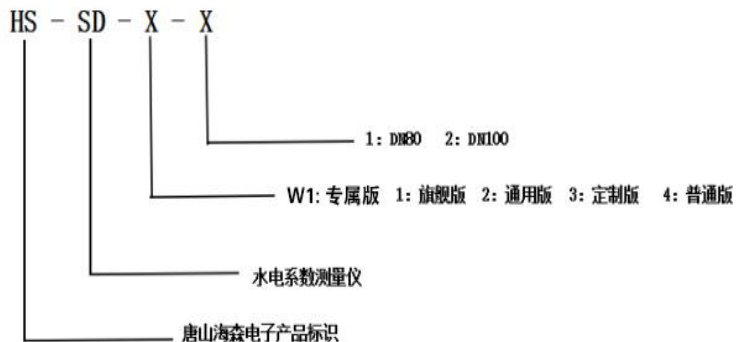 HS - SD - X - X
1: DN80 2: DN100
W1: 专属版 1: 旗舰版 2: 通用版 3: 定制版 4: 普通版
水电系数测量仪
唐山海森电子产品标识